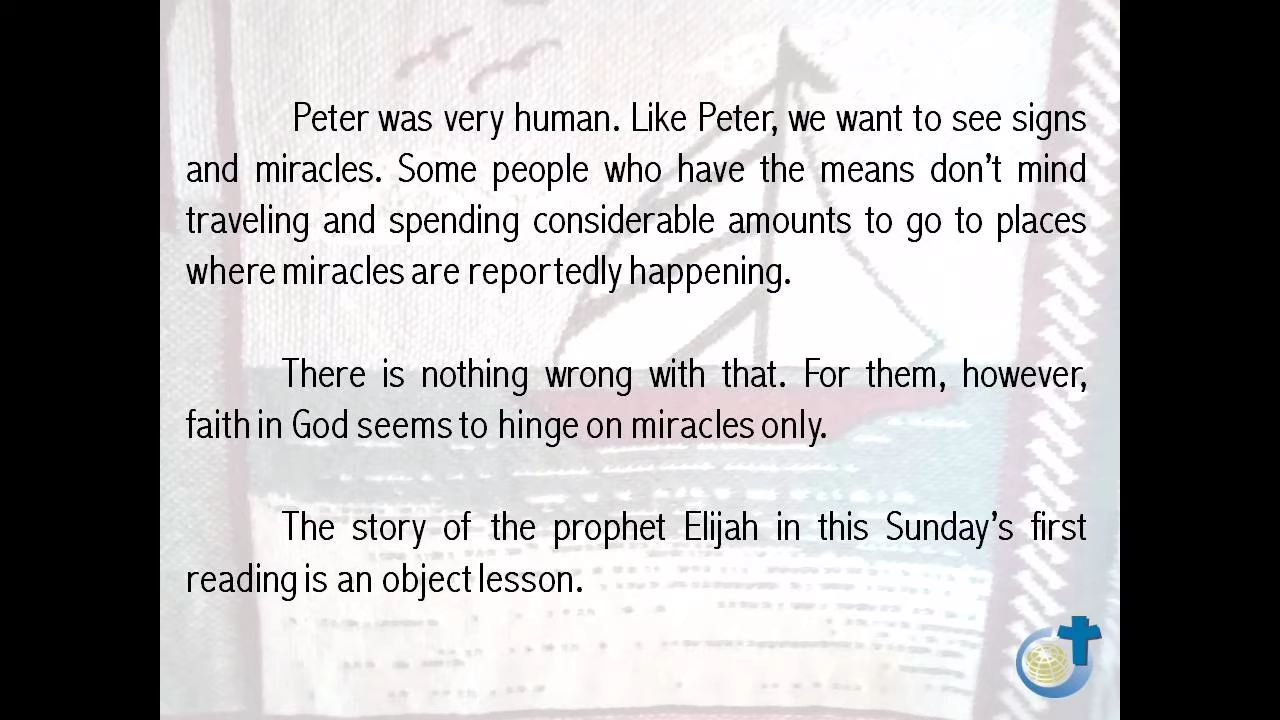 Peter was very human. Like Peter, we want to see signs
and miracles. Some people who have the means don’t mind
traveling and spending considerable amounts to go to places
where miracles are reportedly happening.
There is nothing wrong with that. For them, however,
faith in God seems to hinge on miracles only.
The story of the prophet Elijah in this Sunday’s first
reading is an object lesson.